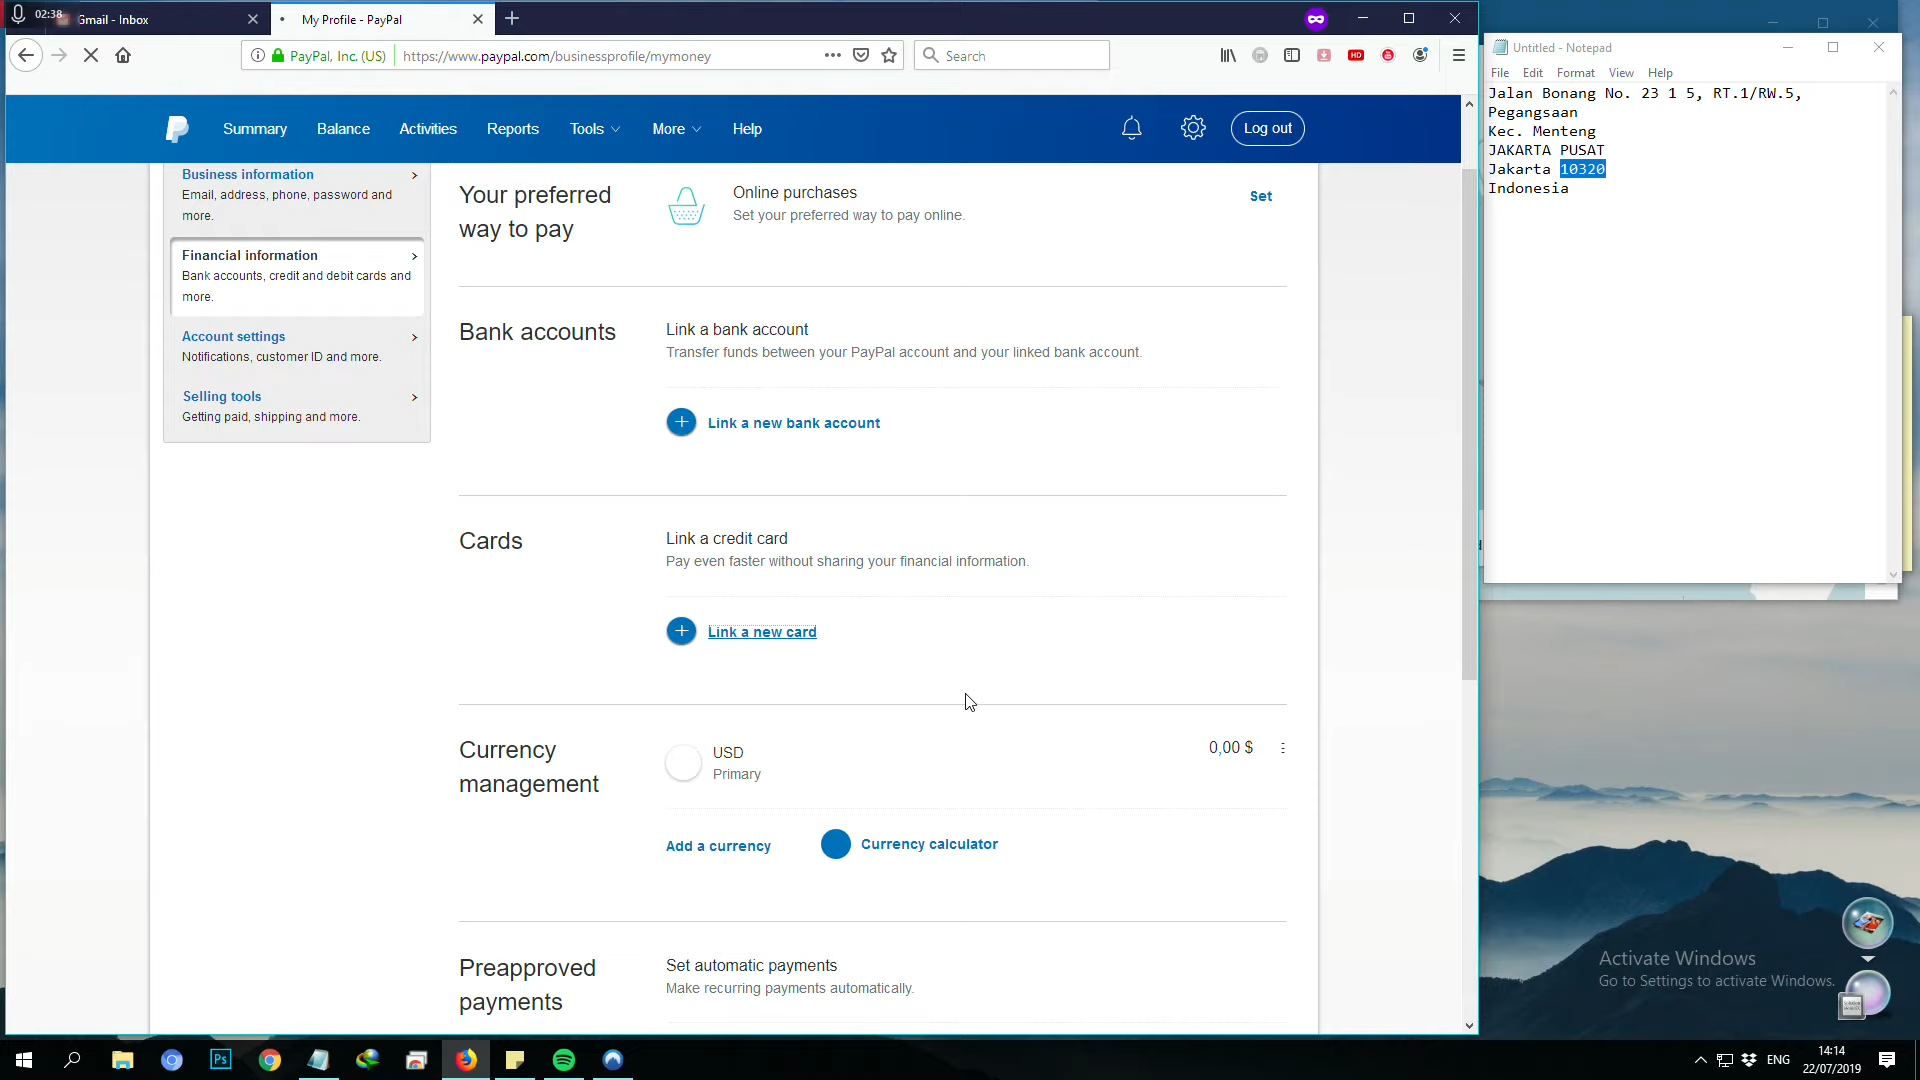 02:38
Gmail - Inbox
My Profile - PayPal
PayPal, Inc. (US)
https://www.paypal.com/businessprofile/mymoney
Search
HD
Summary
Balance
Activities
Reports
Tools
More
Help
Log out
Business information
Email, address, phone, password and
more.
Financial information
Bank accounts, credit and debit cards and
more.
Account settings
Notifications, customer ID and more.
Selling tools
Getting paid, shipping and more.
Your preferred
way to pay
Online purchases
Set your preferred way to pay online.
Set
Bank accounts
Link a bank account
Transfer funds between your PayPal account and your linked bank account.
Link a new bank account
Cards
Link a credit card
Pay even faster without sharing your financial information.
Link a new card
Currency
management
USD
Primary
0,00 $
Add a currency
Currency calculator
Preapproved
payments
Set automatic payments
Make recurring payments automatically.
Untitled - Notepad
File Edit Format View Help
Jalan Bonang No. 23 1 5, RT.1/RW.5,
Pegangsaan
Kec. Menteng
JAKARTA PUSAT
Jakarta 10320
Indonesia
Activate Windows
Go to Settings to activate Windows.
Ps
ENG
14:14
22/07/2019